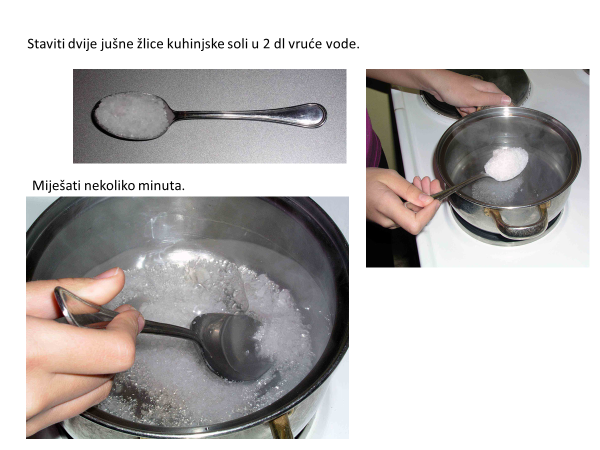 Staviti dvije jušne žlice kuhinjske soli u 2 dl vruće vode.
Miješati nekoliko minuta.